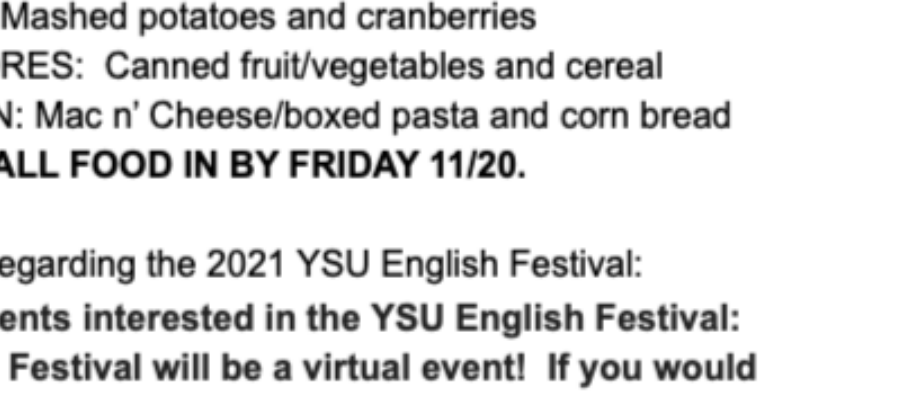 Mashed potatoes and cranberries
RES: Canned fruit/vegetables and cereal
N: Mac n' Cheese/boxed pasta and corn bread
ALL FOOD IN BY FRIDAY 11/20.
egarding the 2021 YSU English Festival:
ents interested in the YSU English Festival:
Festival will be a virtual event! If you would